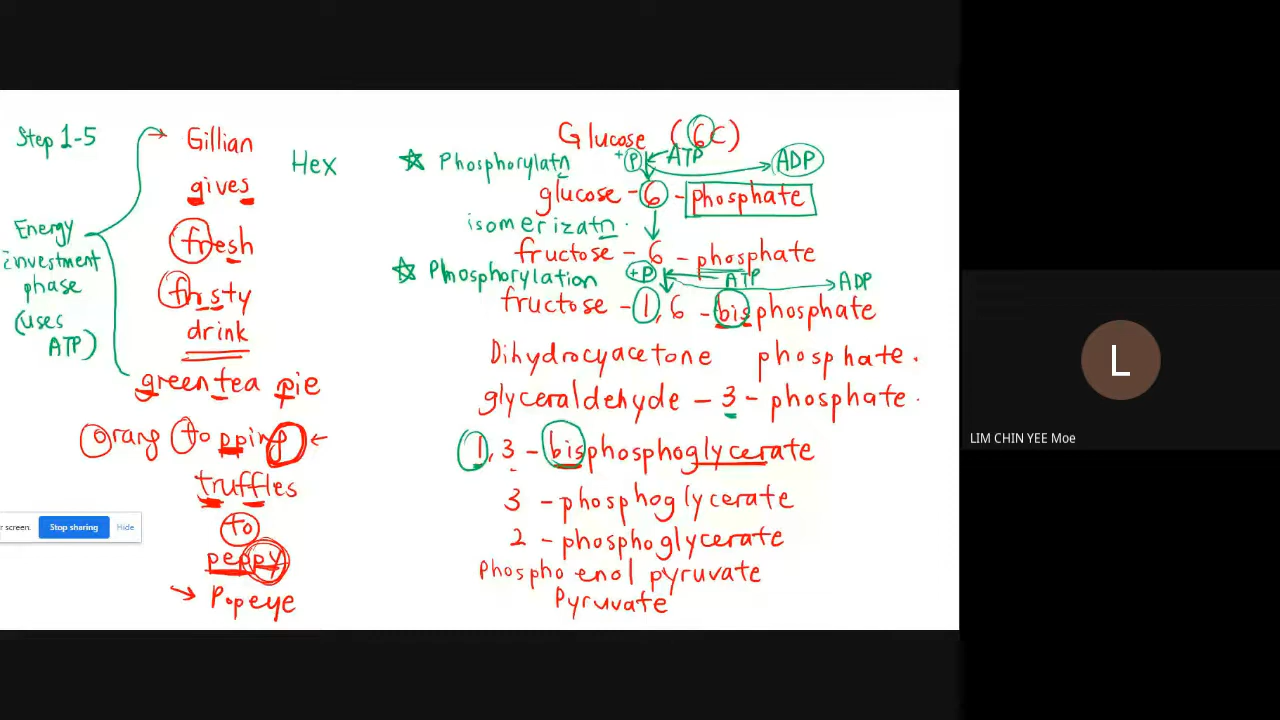 Step 1-5
Energy
investment
phase
(uses
ATP)
Gillian
gives
fresh
frosty
drink
green tea pie
Orang To pping
truffles
to
peppy
Popeye
Hex
Glucose (6C)
☆ Phosphorylatn +P ATP ADP
glucose - 6 - phosphate
isomerizatn.
fructose - 6 - phosphate
☆ Phosphorylation +P ATP ADP
fructose - 1, 6 - bisphosphate
Dihydrocyacetone phosphate.
glyceraldehyde - 3 - phosphate.
1, 3 - bisphosphoglycerate
3 - phosphoglycerate
2 - phosphoglycerate
Phospho enol pyruvate
Pyruvate
r screen. Stop sharing Hide
L
LIM CHIN YEE Moe